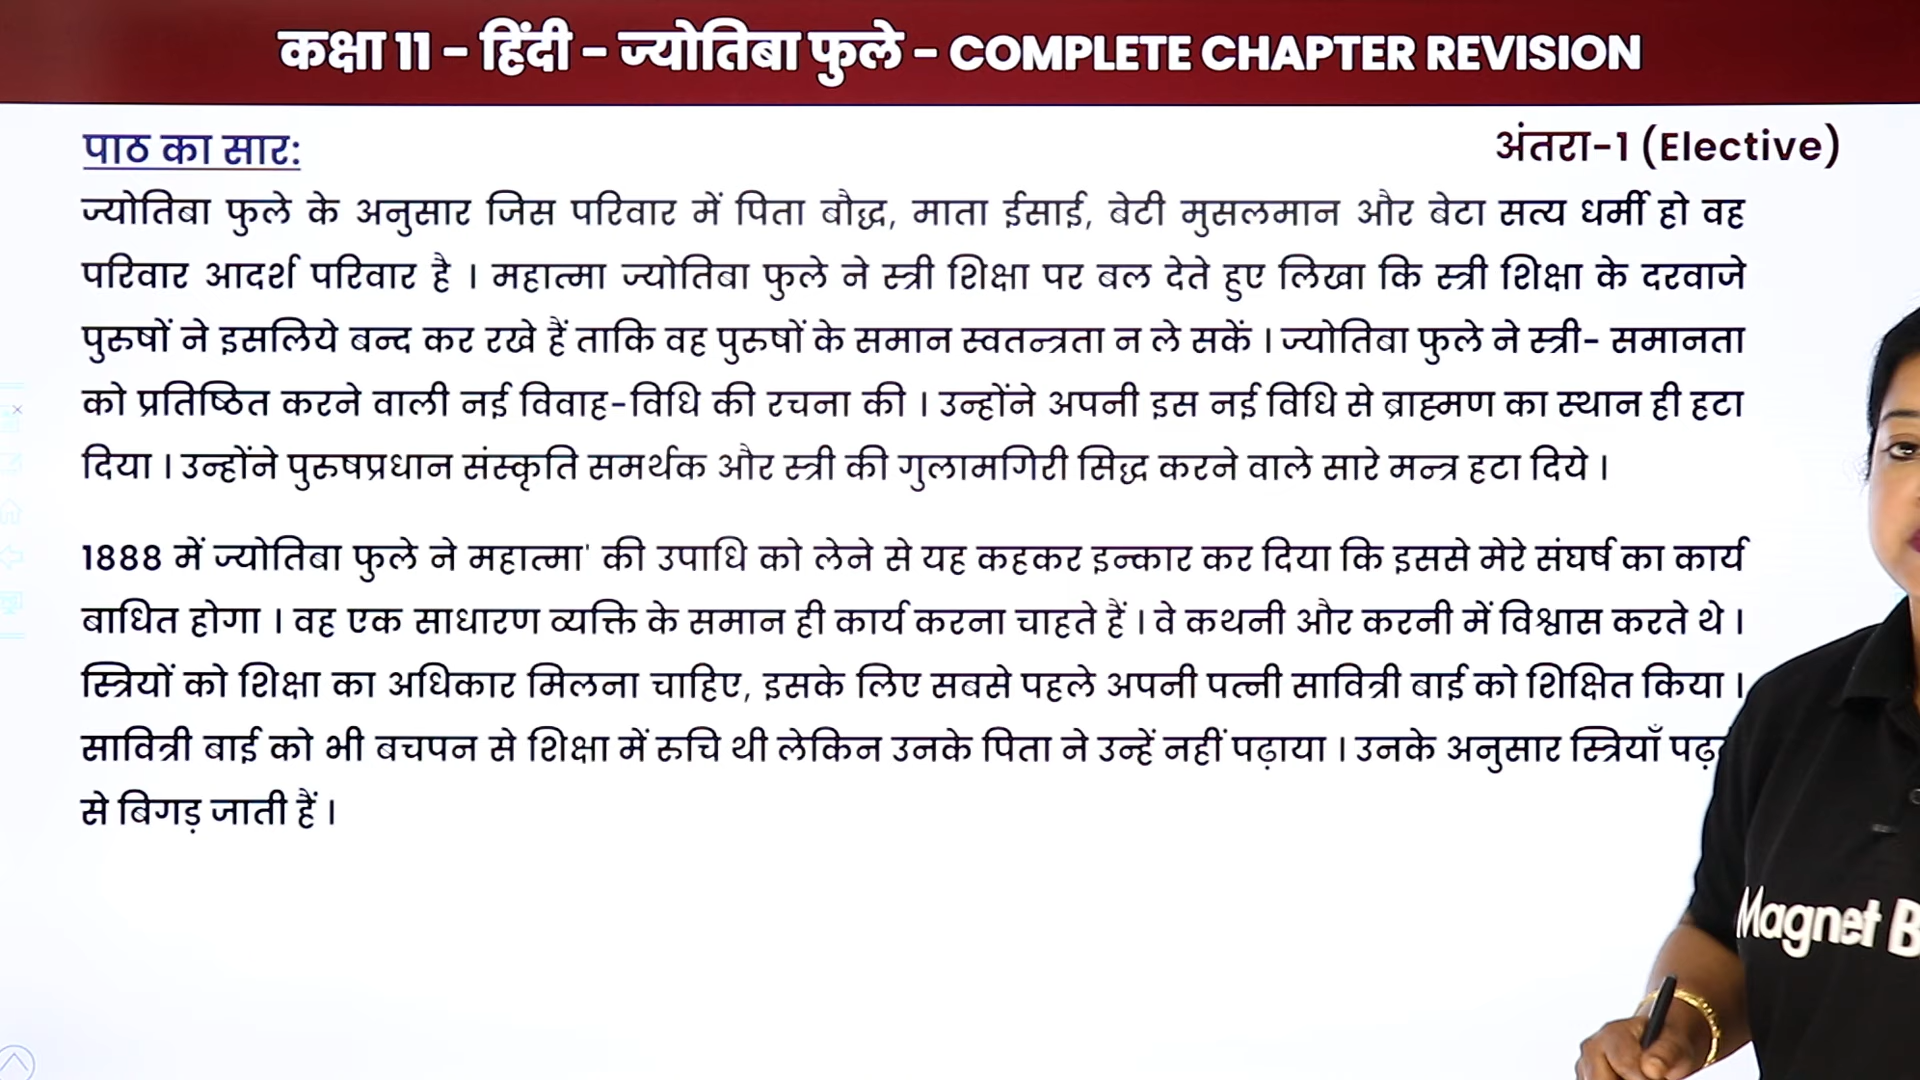 कक्षा 11 - हिंदी - ज्योतिबा फुले - COMPLETE CHAPTER REVISION
पाठ का सार:
अंतरा-1 (Elective)
ज्योतिबा फुले के अनुसार जिस परिवार में पिता बौद्ध, माता ईसाई, बेटी मुसलमान और बेटा सत्य धर्मी हो वह
परिवार आदर्श परिवार है । महात्मा ज्योतिबा फुले ने स्त्री शिक्षा पर बल देते हुए लिखा कि स्त्री शिक्षा के दरवाजे
पुरुषों ने इसलिये बन्द कर रखे हैं ताकि वह पुरुषों के समान स्वतन्त्रता न ले सकें । ज्योतिबा फुले ने स्त्री- समानता
को प्रतिष्ठित करने वाली नई विवाह-विधि की रचना की । उन्होंने अपनी इस नई विधि से ब्राह्मण का स्थान ही हटा
दिया । उन्होंने पुरुषप्रधान संस्कृति समर्थक और स्त्री की गुलामगिरी सिद्ध करने वाले सारे मन्त्र हटा दिये ।
1888 में ज्योतिबा फुले ने महात्मा' की उपाधि को लेने से यह कहकर इन्कार कर दिया कि इससे मेरे संघर्ष का कार्य
बाधित होगा । वह एक साधारण व्यक्ति के समान ही कार्य करना चाहते हैं । वे कथनी और करनी में विश्वास करते थे ।
स्त्रियों को शिक्षा का अधिकार मिलना चाहिए, इसके लिए सबसे पहले अपनी पत्नी सावित्री बाई को शिक्षित किया ।
सावित्री बाई को भी बचपन से शिक्षा में रुचि थी लेकिन उनके पिता ने उन्हें नहीं पढ़ाया । उनके अनुसार स्त्रियाँ
से बिगड़ जाती हैं ।
Magnet B